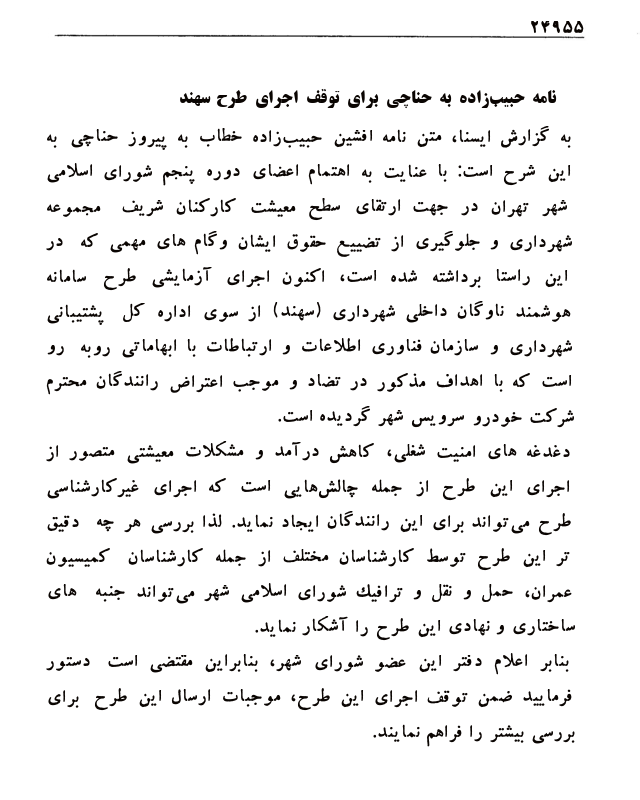 ۲۴۹۵۵
نامه حبیب‌زاده به حناچی برای توقف اجرای طرح سهند
به گزارش ایسنا، متن نامه افشین حبیب‌زاده خطاب به پیروز حناچی به
این شرح است: با عنایت به اهتمام اعضای دوره پنجم شورای اسلامی
شهر تهران در جهت ارتقای سطح معیشت کارکنان شریف مجموعه
شهرداری و جلوگیری از تضییع حقوق ایشان وگام های مهمی که در
این راستا برداشته شده است، اکنون اجرای آزمایشی طرح سامانه
هوشمند ناوگان داخلی شهرداری (سهند) از سوی اداره کل پشتیبانی
شهرداری و سازمان فناوری اطلاعات و ارتباطات با ابهاماتی روبه رو
است که با اهداف مذکور در تضاد و موجب اعتراض رانندگان محترم
شرکت خودرو سرویس شهر گردیده است.
دغدغه های امنیت شغلی، کاهش درآمد و مشکلات معیشتی متصور از
اجرای این طرح از جمله چالش‌هایی است که اجرای غیرکارشناسی
طرح می‌تواند برای این رانندگان ایجاد نماید. لذا بررسی هر چه دقیق
تر این طرح توسط کارشناسان مختلف از جمله کارشناسان کمیسیون
عمران، حمل و نقل و ترافیك شورای اسلامی شهر می‌تواند جنبه های
ساختاری و نهادی این طرح را آشکار نماید.
بنابر اعلام دفتر این عضو شورای شهر، بنابراین مقتضی است دستور
فرمایید ضمن توقف اجرای این طرح، موجبات ارسال این طرح برای
بررسی بیشتر را فراهم نمایند.